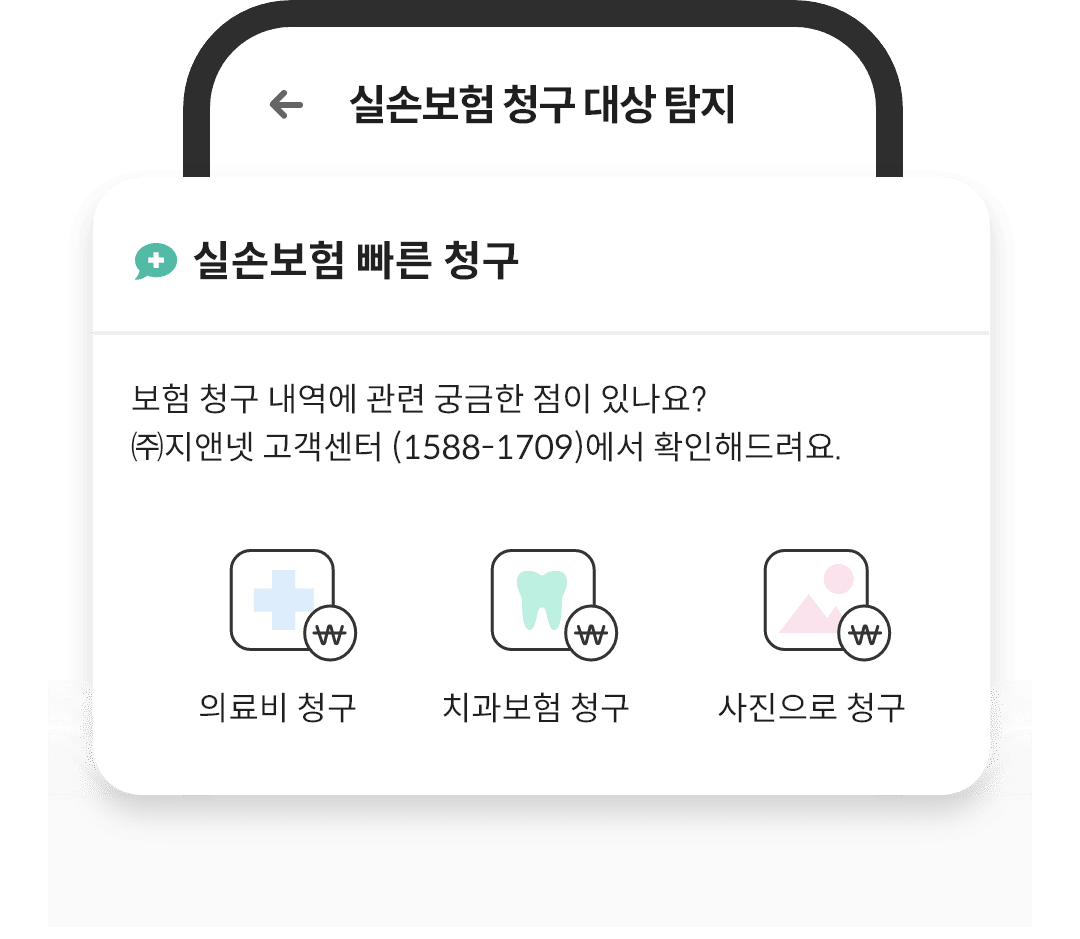 실손보험 청구 대상 탐지
실손보험 빠른 청구
보험 청구 내역에 관련 궁금한 점이 있나요?
㈜지앤넷 고객센터 (1588-1709)에서 확인해드려요.
₩ ₩ ₩
의료비 청구 치과보험 청구 사진으로 청구